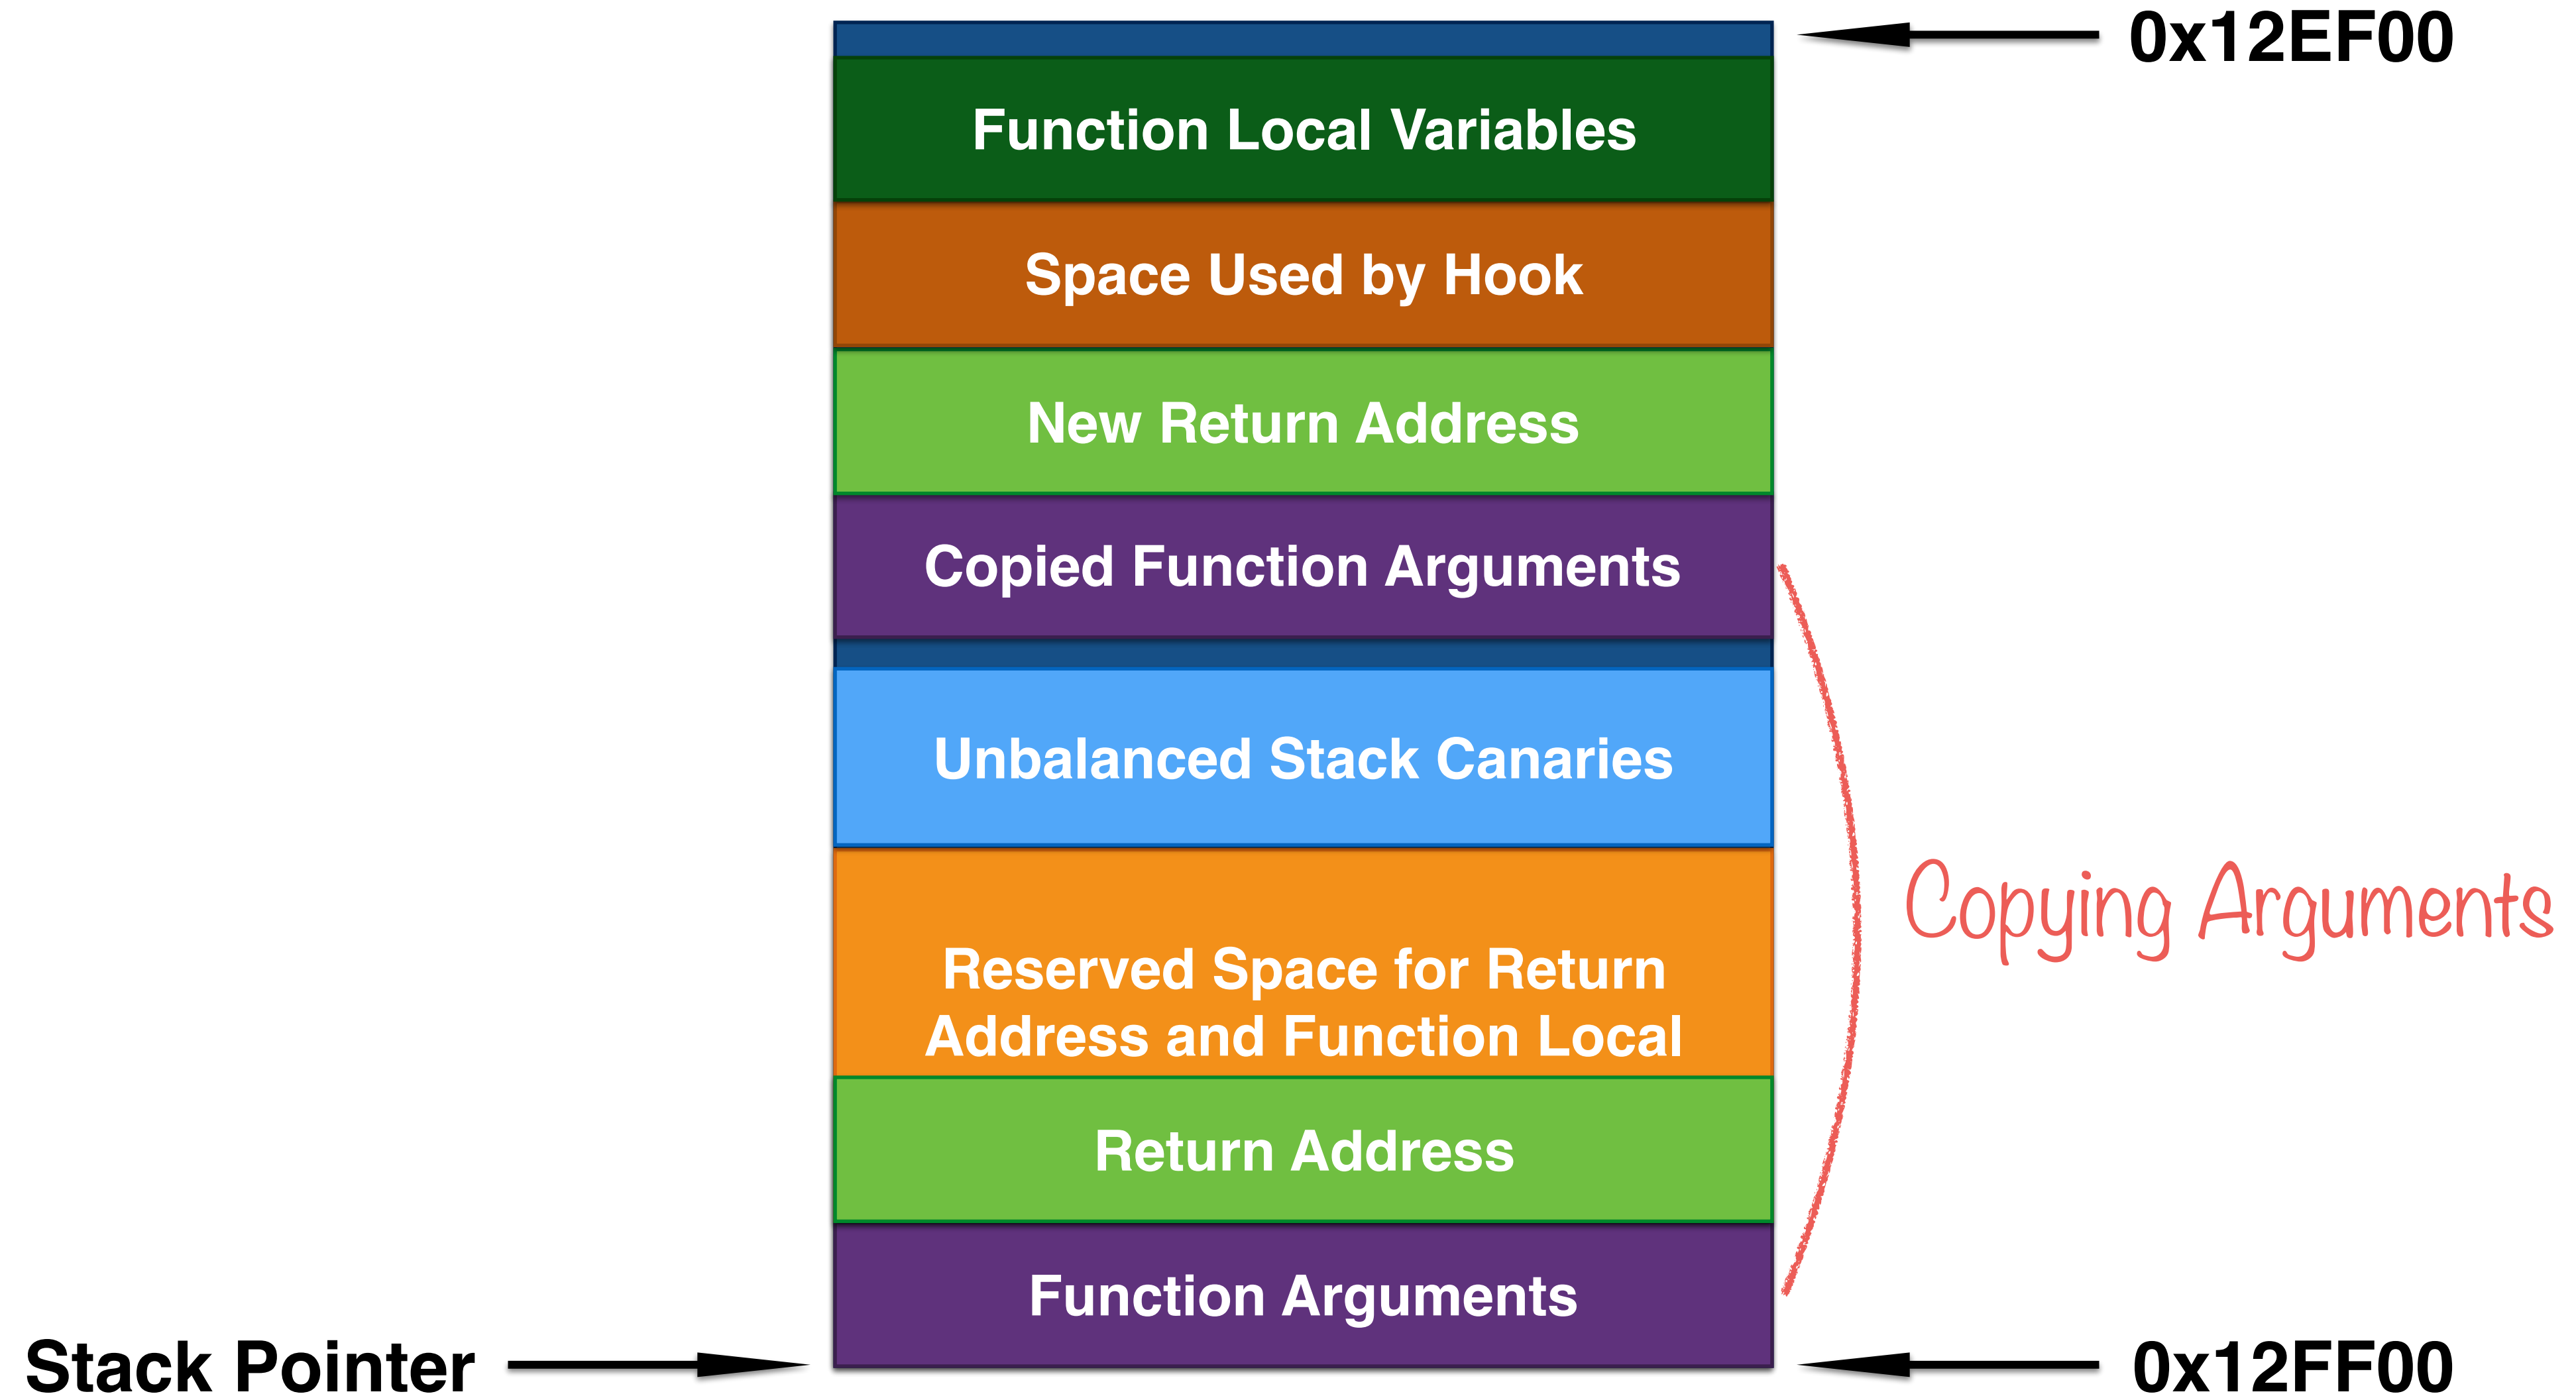 0x12EF00
Function Local Variables
Space Used by Hook
New Return Address
Copied Function Arguments
Unbalanced Stack Canaries
Copying Arguments
Reserved Space for Return
Address and Function Local
Return Address
Function Arguments
Stack Pointer
0x12FF00